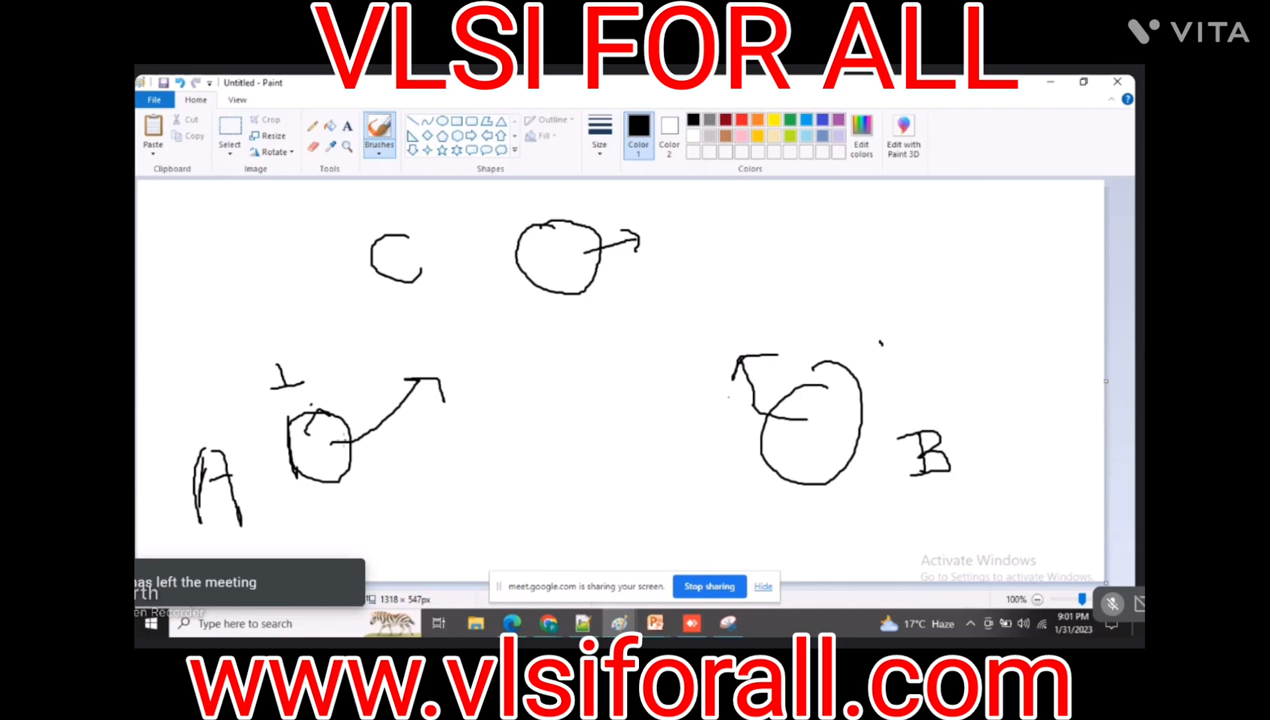 VLSI FOR ALL
VITA
Untitled - Paint
File Home View
Cut
Copy
Paste
Clipboard
Select
Crop
Resize
Rotate
Image
Tools
Brushes
Shapes
Outline
Fill
Size
Color 1
Color 2
Colors
Edit colors
Edit with Paint 3D
C
1
A
B
Activate Windows
Go to Settings to activate Windows.
has left the meeting
meet.google.com is sharing your screen.
Stop sharing
Hide
1318 × 547px
100%
Type here to search
17°C Haze
9:01 PM
1/31/2023
www.vlsiforall.com